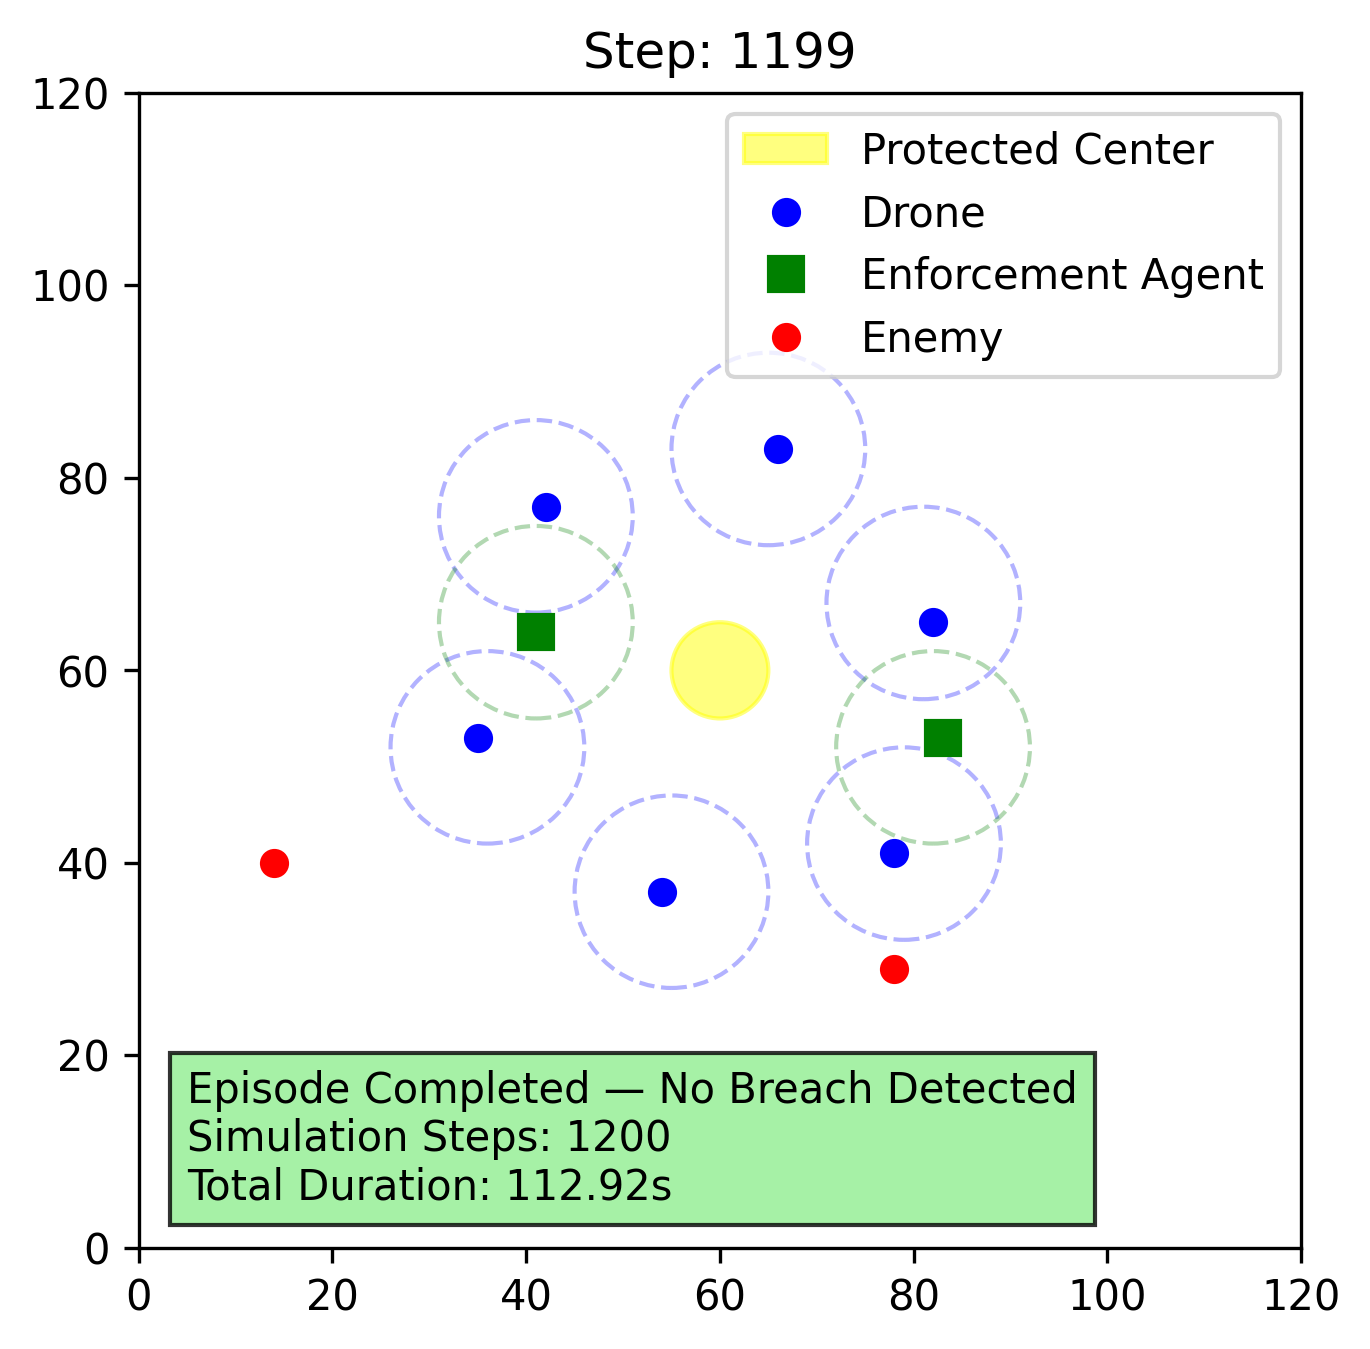 Step: 1199
120
100
80
60
40
20
0
0 20 40 60 80 100 120
Protected Center
Drone
Enforcement Agent
Enemy
Episode Completed — No Breach Detected
Simulation Steps: 1200
Total Duration: 112.92s